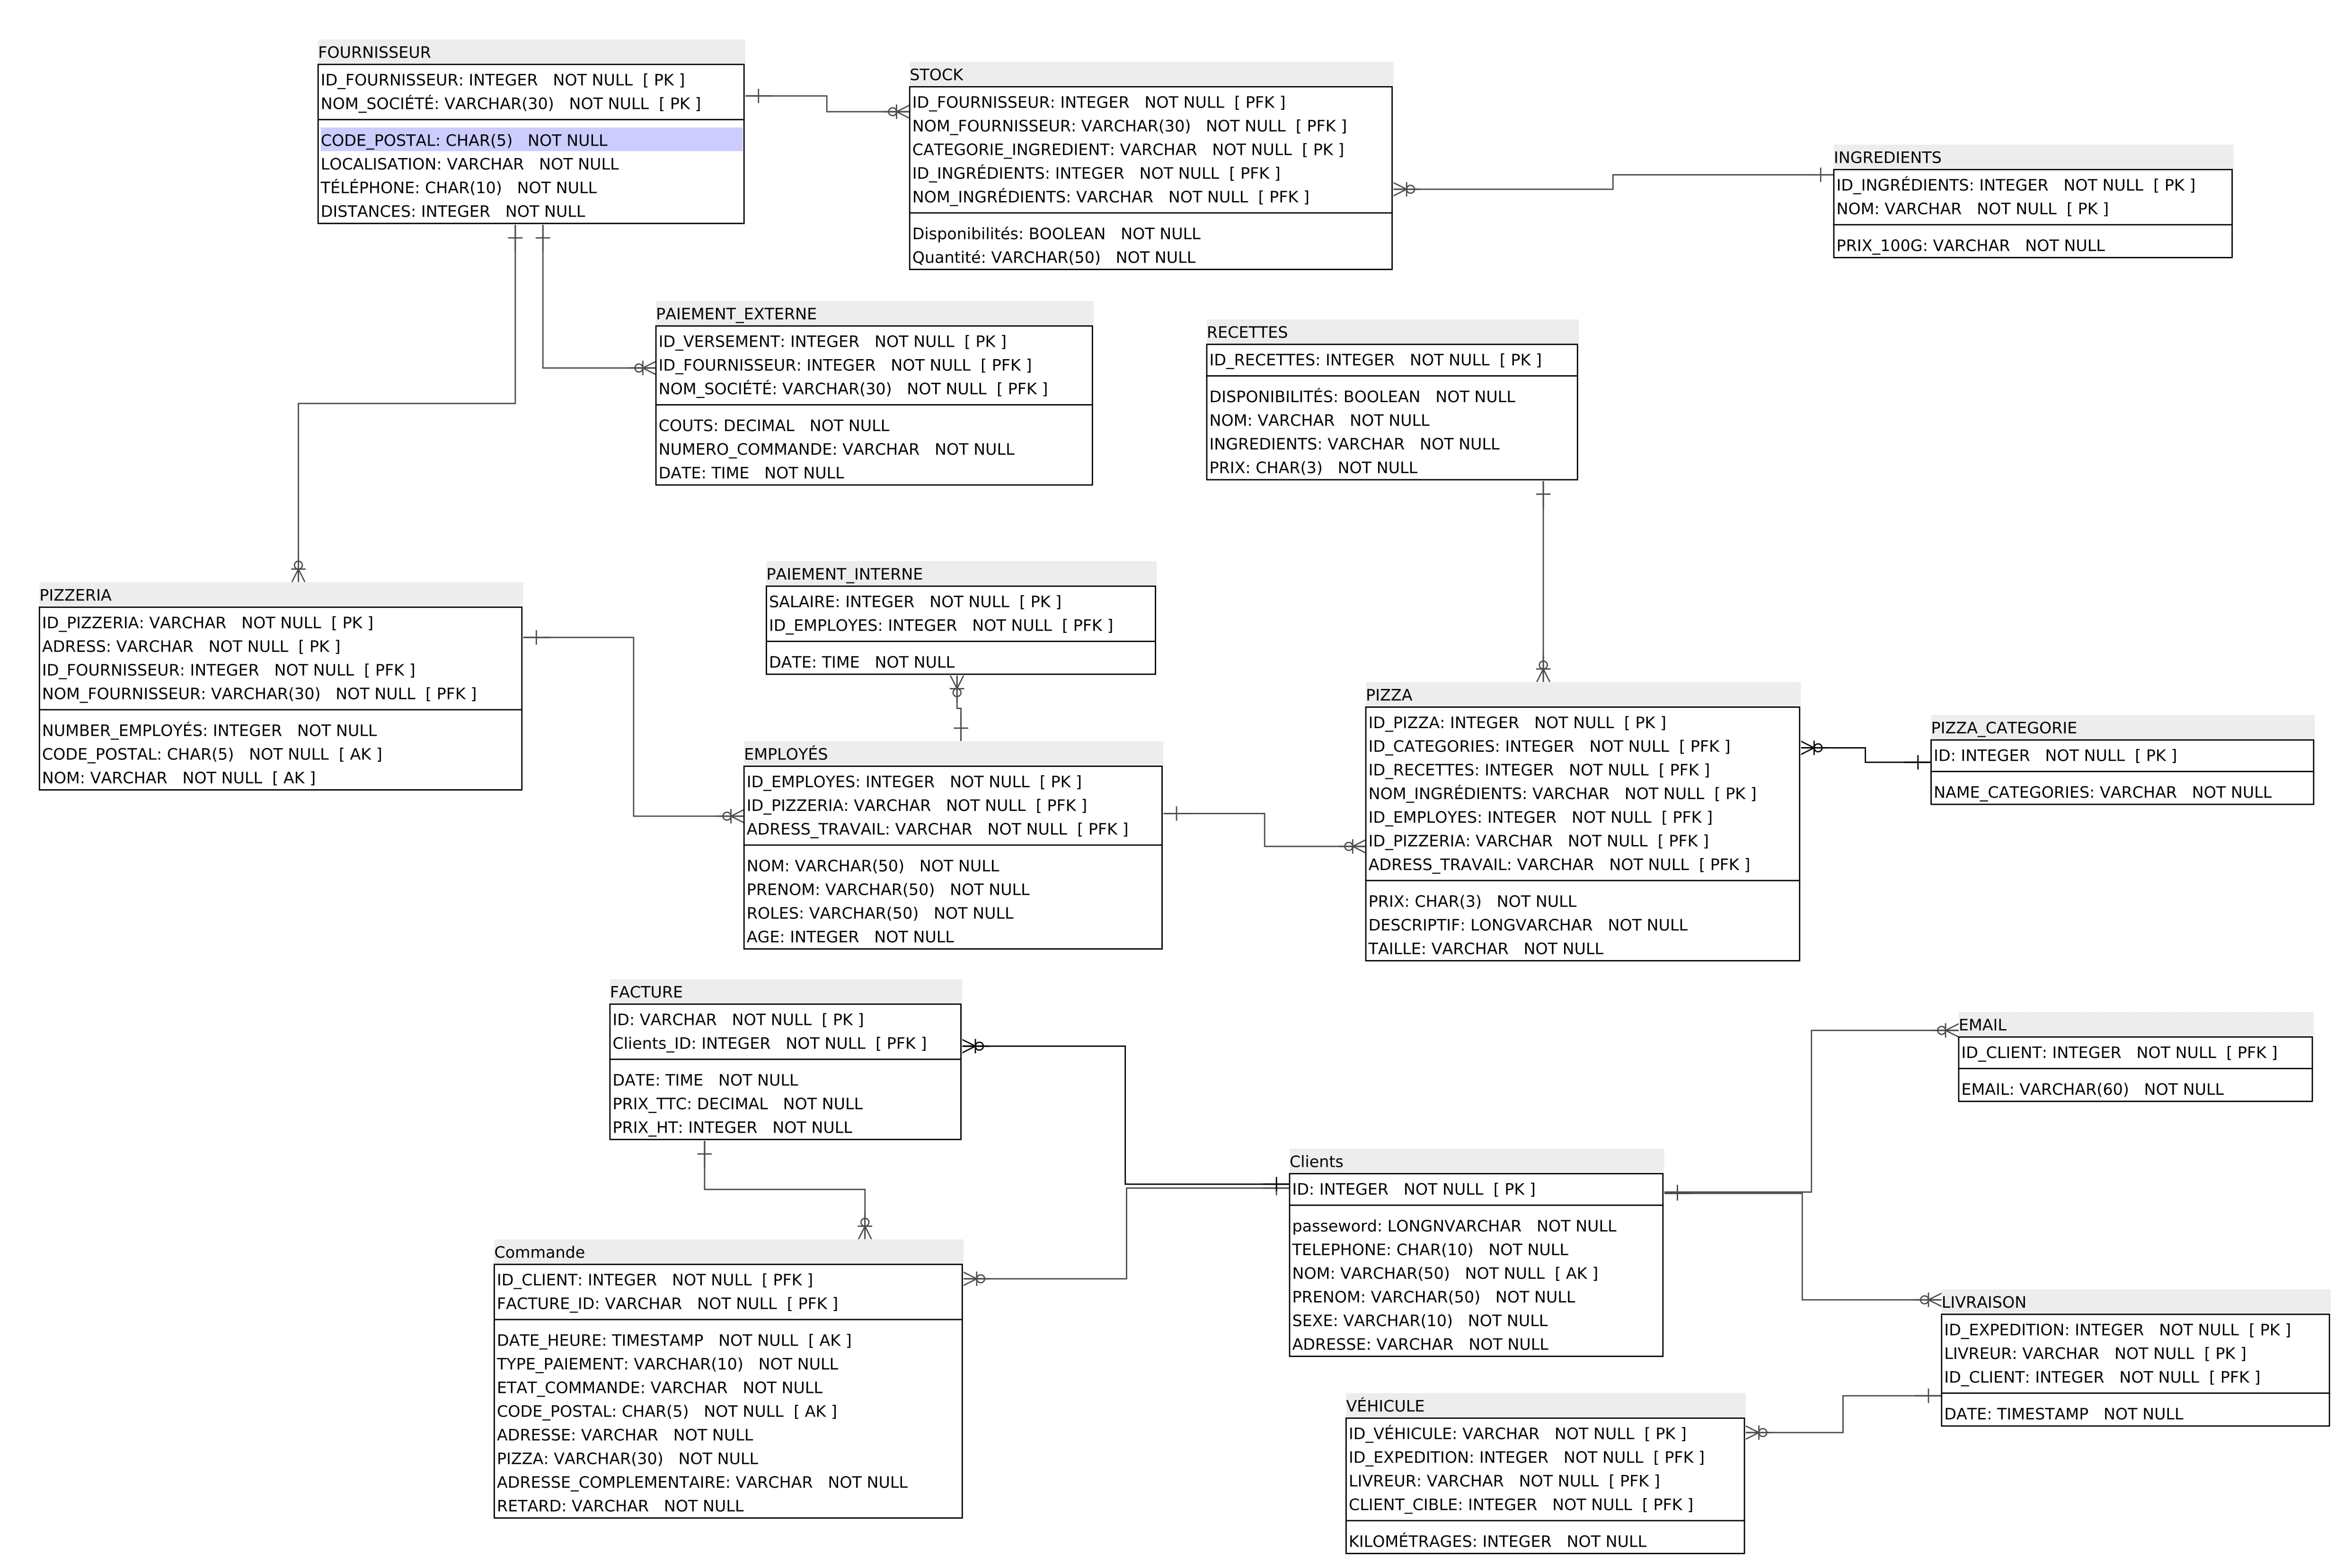 FOURNISSEUR
ID_FOURNISSEUR: INTEGER   NOT NULL  [ PK ]
NOM_SOCIÉTÉ: VARCHAR(30)   NOT NULL  [ PK ]
CODE_POSTAL: CHAR(5)   NOT NULL
LOCALISATION: VARCHAR   NOT NULL
TÉLÉPHONE: CHAR(10)   NOT NULL
DISTANCES: INTEGER   NOT NULL
STOCK
ID_FOURNISSEUR: INTEGER   NOT NULL  [ PFK ]
NOM_FOURNISSEUR: VARCHAR(30)   NOT NULL  [ PFK ]
CATEGORIE_INGREDIENT: VARCHAR   NOT NULL  [ PK ]
ID_INGRÉDIENTS: INTEGER   NOT NULL  [ PFK ]
NOM_INGRÉDIENTS: VARCHAR   NOT NULL  [ PFK ]
Disponibilités: BOOLEAN   NOT NULL
Quantité: VARCHAR(50)   NOT NULL
INGREDIENTS
ID_INGRÉDIENTS: INTEGER   NOT NULL  [ PK ]
NOM: VARCHAR   NOT NULL  [ PK ]
PRIX_100G: VARCHAR   NOT NULL
PAIEMENT_EXTERNE
ID_VERSEMENT: INTEGER   NOT NULL  [ PK ]
ID_FOURNISSEUR: INTEGER   NOT NULL  [ PFK ]
NOM_SOCIÉTÉ: VARCHAR(30)   NOT NULL  [ PFK ]
COUTS: DECIMAL   NOT NULL
NUMERO_COMMANDE: VARCHAR   NOT NULL
DATE: TIME   NOT NULL
RECETTES
ID_RECETTES: INTEGER   NOT NULL  [ PK ]
DISPONIBILITÉS: BOOLEAN   NOT NULL
NOM: VARCHAR   NOT NULL
INGREDIENTS: VARCHAR   NOT NULL
PRIX: CHAR(3)   NOT NULL
PIZZERIA
ID_PIZZERIA: VARCHAR   NOT NULL  [ PK ]
ADRESS: VARCHAR   NOT NULL  [ PK ]
ID_FOURNISSEUR: INTEGER   NOT NULL  [ PFK ]
NOM_FOURNISSEUR: VARCHAR(30)   NOT NULL  [ PFK ]
NUMBER_EMPLOYÉS: INTEGER   NOT NULL
CODE_POSTAL: CHAR(5)   NOT NULL  [ AK ]
NOM: VARCHAR   NOT NULL  [ AK ]
PAIEMENT_INTERNE
SALAIRE: INTEGER   NOT NULL  [ PK ]
ID_EMPLOYES: INTEGER   NOT NULL  [ PFK ]
DATE: TIME   NOT NULL
EMPLOYÉS
ID_EMPLOYES: INTEGER   NOT NULL  [ PK ]
ID_PIZZERIA: VARCHAR   NOT NULL  [ PFK ]
ADRESS_TRAVAIL: VARCHAR   NOT NULL  [ PFK ]
NOM: VARCHAR(50)   NOT NULL
PRENOM: VARCHAR(50)   NOT NULL
ROLES: VARCHAR(50)   NOT NULL
AGE: INTEGER   NOT NULL
PIZZA
ID_PIZZA: INTEGER   NOT NULL  [ PK ]
ID_CATEGORIES: INTEGER   NOT NULL  [ PFK ]
ID_RECETTES: INTEGER   NOT NULL  [ PFK ]
NOM_INGRÉDIENTS: VARCHAR   NOT NULL  [ PK ]
ID_EMPLOYES: INTEGER   NOT NULL  [ PFK ]
ID_PIZZERIA: VARCHAR   NOT NULL  [ PFK ]
ADRESS_TRAVAIL: VARCHAR   NOT NULL  [ PFK ]
PRIX: CHAR(3)   NOT NULL
DESCRIPTIF: LONGVARCHAR   NOT NULL
TAILLE: VARCHAR   NOT NULL
PIZZA_CATEGORIE
ID: INTEGER   NOT NULL  [ PK ]
NAME_CATEGORIES: VARCHAR   NOT NULL
FACTURE
ID: VARCHAR   NOT NULL  [ PK ]
Clients_ID: INTEGER   NOT NULL  [ PFK ]
DATE: TIME   NOT NULL
PRIX_TTC: DECIMAL   NOT NULL
PRIX_HT: INTEGER   NOT NULL
EMAIL
ID_CLIENT: INTEGER   NOT NULL  [ PFK ]
EMAIL: VARCHAR(60)   NOT NULL
Clients
ID: INTEGER   NOT NULL  [ PK ]
passeword: LONGNVARCHAR   NOT NULL
TELEPHONE: CHAR(10)   NOT NULL
NOM: VARCHAR(50)   NOT NULL  [ AK ]
PRENOM: VARCHAR(50)   NOT NULL
SEXE: VARCHAR(10)   NOT NULL
ADRESSE: VARCHAR   NOT NULL
Commande
ID_CLIENT: INTEGER   NOT NULL  [ PFK ]
FACTURE_ID: VARCHAR   NOT NULL  [ PFK ]
DATE_HEURE: TIMESTAMP   NOT NULL  [ AK ]
TYPE_PAIEMENT: VARCHAR(10)   NOT NULL
ETAT_COMMANDE: VARCHAR   NOT NULL
CODE_POSTAL: CHAR(5)   NOT NULL  [ AK ]
ADRESSE: VARCHAR   NOT NULL
PIZZA: VARCHAR(30)   NOT NULL
ADRESSE_COMPLEMENTAIRE: VARCHAR   NOT NULL
RETARD: VARCHAR   NOT NULL
LIVRAISON
ID_EXPEDITION: INTEGER   NOT NULL  [ PK ]
LIVREUR: VARCHAR   NOT NULL  [ PK ]
ID_CLIENT: INTEGER   NOT NULL  [ PFK ]
DATE: TIMESTAMP   NOT NULL
VÉHICULE
ID_VÉHICULE: VARCHAR   NOT NULL  [ PK ]
ID_EXPEDITION: INTEGER   NOT NULL  [ PFK ]
LIVREUR: VARCHAR   NOT NULL  [ PFK ]
CLIENT_CIBLE: INTEGER   NOT NULL  [ PFK ]
KILOMÉTRAGES: INTEGER   NOT NULL